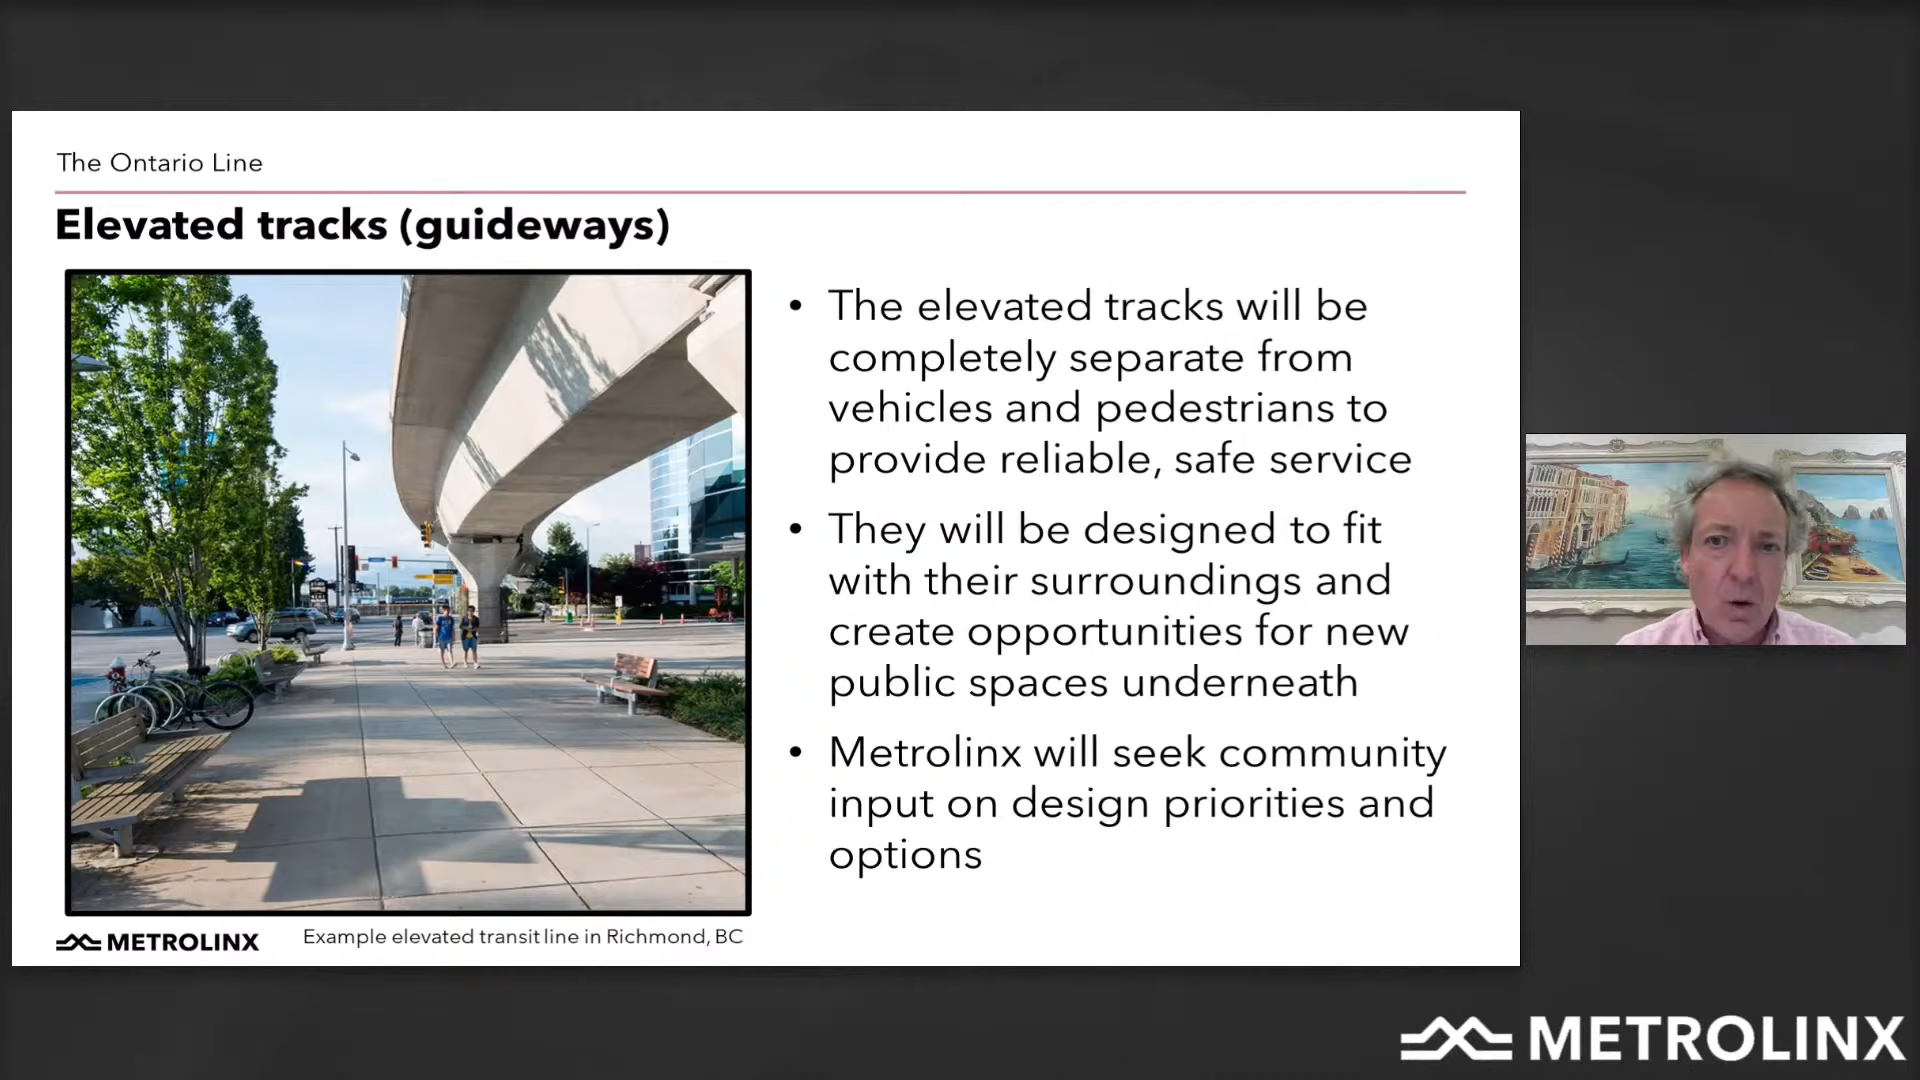 The Ontario Line
Elevated tracks (guideways)
• The elevated tracks will be
completely separate from
vehicles and pedestrians to
provide reliable, safe service
• They will be designed to fit
with their surroundings and
create opportunities for new
public spaces underneath
• Metrolinx will seek community
input on design priorities and
options
METROLINX
Example elevated transit line in Richmond, BC
METROLINX